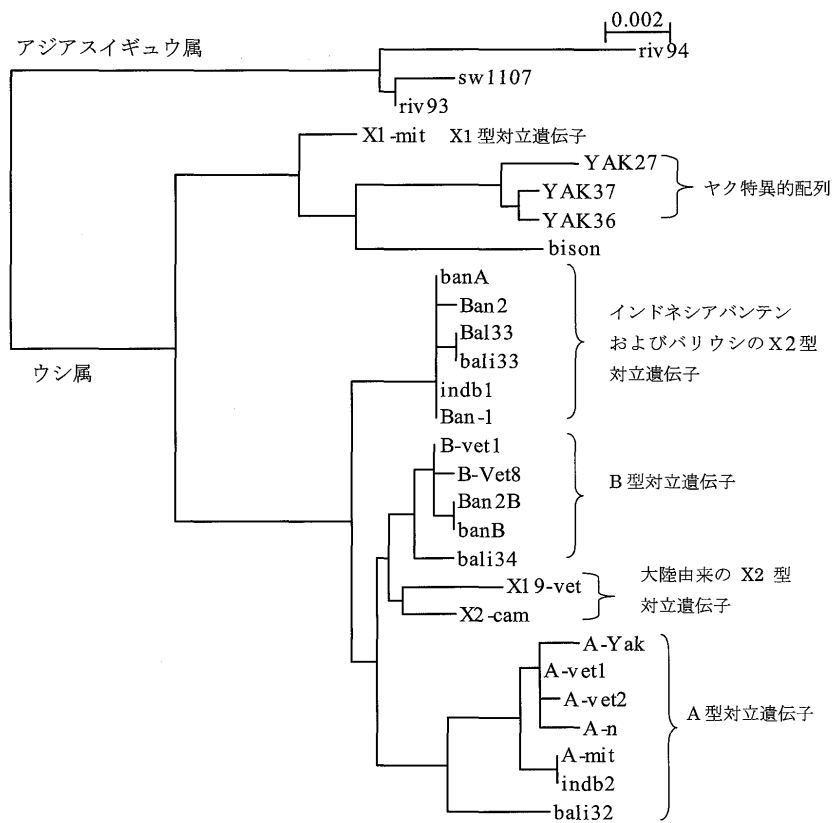 0.002
アジアスイギュウ属
riv94
sw1107
riv93
X1-mit X1型対立遺伝子
YAK27
YAK37
YAK36
ヤク特異的配列
bison
banA
Ban2
Bal33
bali33
indb1
Ban-1
インドネシアバンテン
およびバリウシのX2型
対立遺伝子
ウシ属
B-vet1
B-Vet8
Ban2B
banB
bali34
B型対立遺伝子
X19-vet
X2-cam
大陸由来の X2 型
対立遺伝子
A-Yak
A-vet1
A-vet2
A-n
A-mit
indb2
bali32
A型対立遺伝子